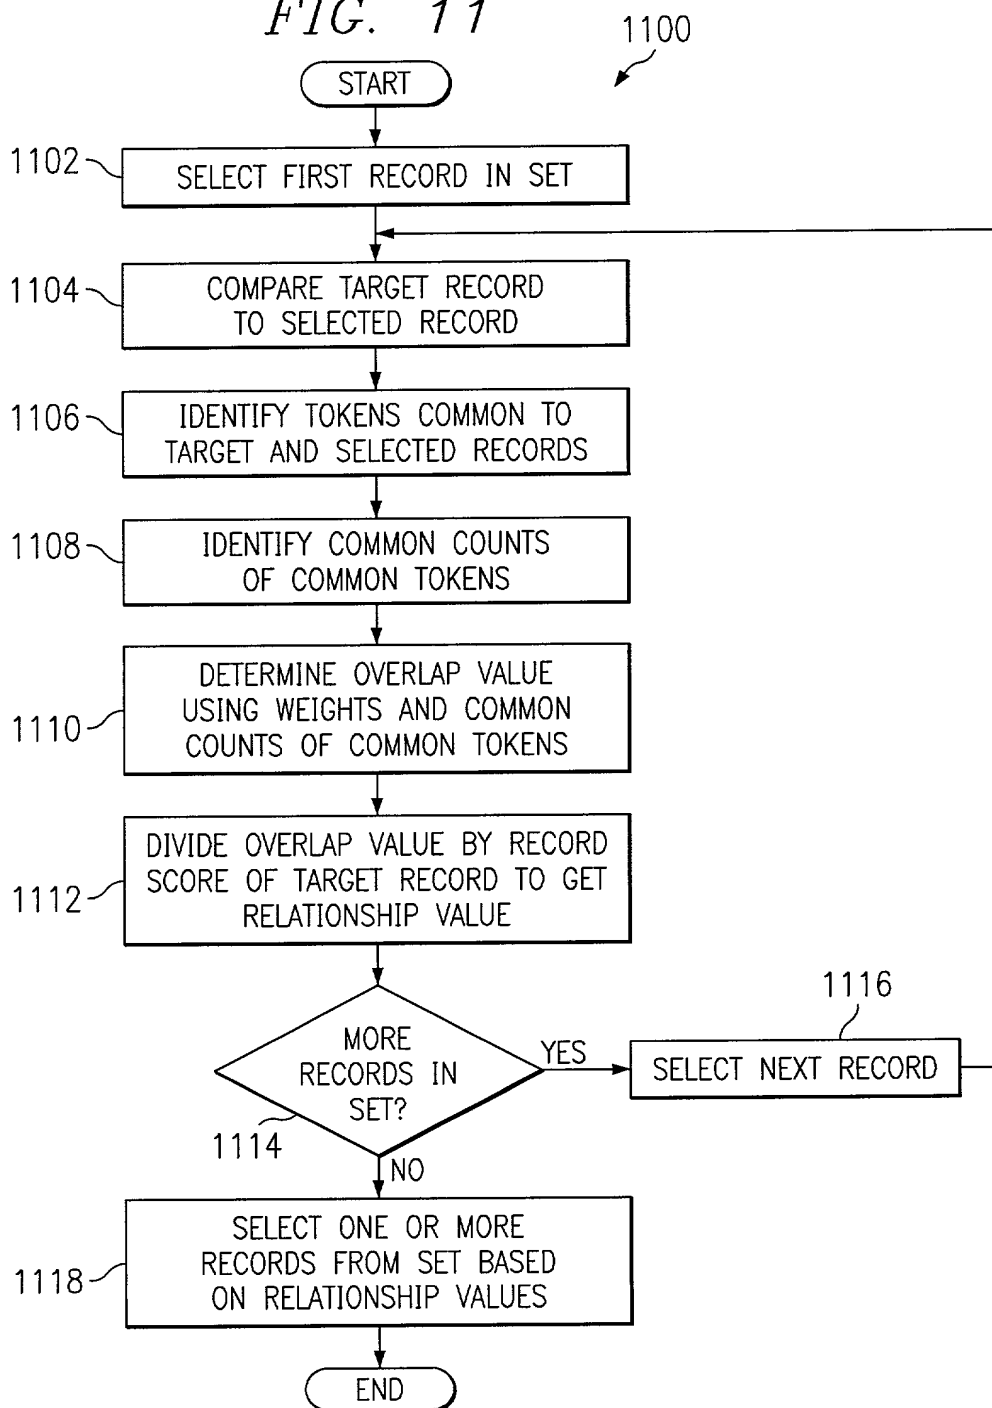 FIG. 11
1100
START
1102
SELECT FIRST RECORD IN SET
1104
COMPARE TARGET RECORD
TO SELECTED RECORD
1106
IDENTIFY TOKENS COMMON TO
TARGET AND SELECTED RECORDS
1108
IDENTIFY COMMON COUNTS
OF COMMON TOKENS
1110
DETERMINE OVERLAP VALUE
USING WEIGHTS AND COMMON
COUNTS OF COMMON TOKENS
1112
DIVIDE OVERLAP VALUE BY RECORD
SCORE OF TARGET RECORD TO GET
RELATIONSHIP VALUE
1114
MORE
RECORDS IN
SET?
YES
1116
SELECT NEXT RECORD
NO
1118
SELECT ONE OR MORE
RECORDS FROM SET BASED
ON RELATIONSHIP VALUES
END